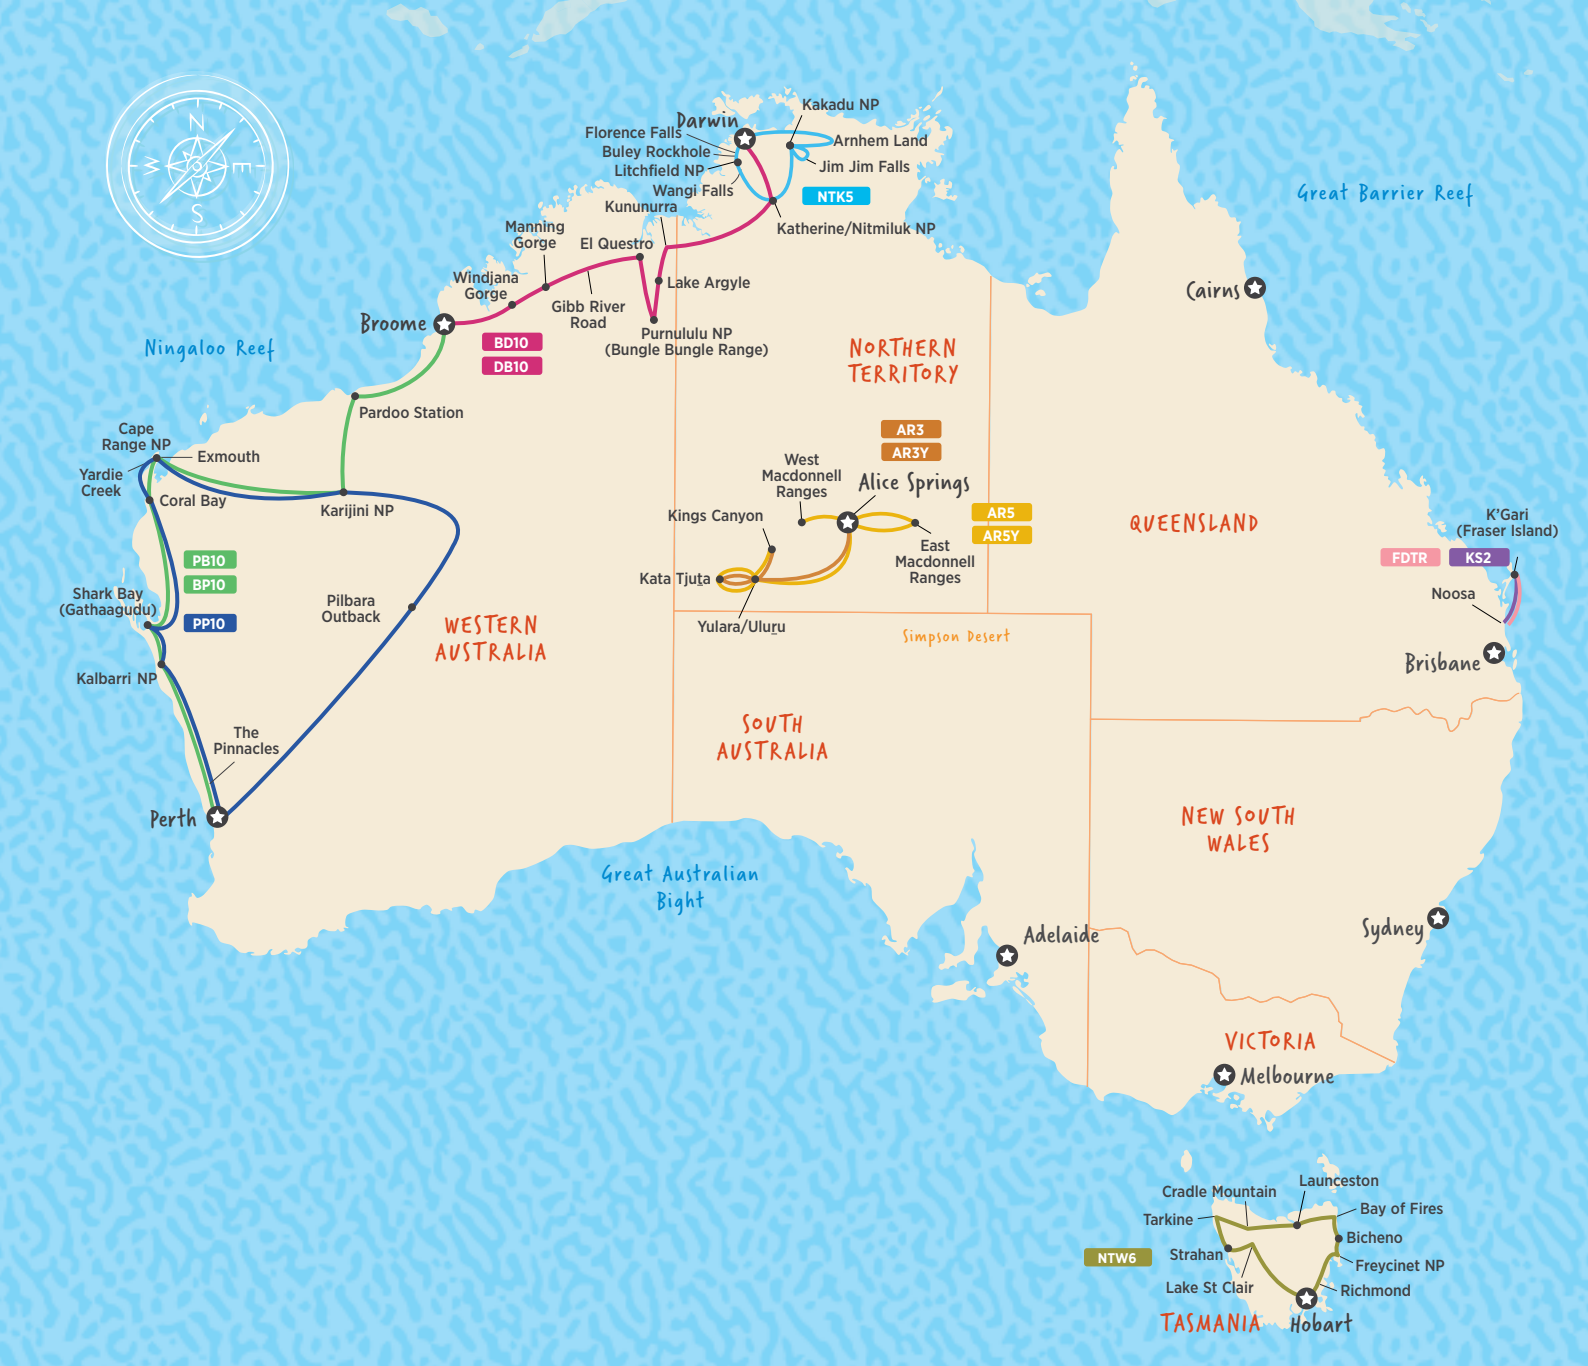 N
E
S
W
Kakadu NP
Darwin
Florence Falls
Arnhem Land
Buley Rockhole
Litchfield NP
Jim Jim Falls
Wangi Falls
NTK5
Kununurra
Katherine/Nitmiluk NP
Manning
Gorge
El Questro
Windjana
Gorge
Lake Argyle
Gibb River
Road
Broome
Purnululu NP
(Bungle Bungle Range)
BD10
DB10
Great Barrier Reef
Cairns
Ningaloo Reef
NORTHERN
TERRITORY
Pardoo Station
Cape
Range NP
Exmouth
Yardie
Creek
Coral Bay
Karijini NP
AR3
AR3Y
West
Macdonnell
Ranges
Alice Springs
Kings Canyon
AR5
AR5Y
East
Macdonnell
Ranges
Kata Tjuṯa
Yulara/Uluṟu
QUEENSLAND
K'Gari
(Fraser Island)
FDTR
KS2
Noosa
Brisbane
PB10
BP10
PP10
Shark Bay
(Gathaagudu)
Pilbara
Outback
WESTERN
AUSTRALIA
Simpson Desert
Kalbarri NP
The
Pinnacles
Perth
SOUTH
AUSTRALIA
NEW SOUTH
WALES
Great Australian
Bight
Sydney
Adelaide
VICTORIA
Melbourne
Launceston
Cradle Mountain
Bay of Fires
Tarkine
Bicheno
NTW6
Strahan
Freycinet NP
Lake St Clair
Richmond
TASMANIA
Hobart